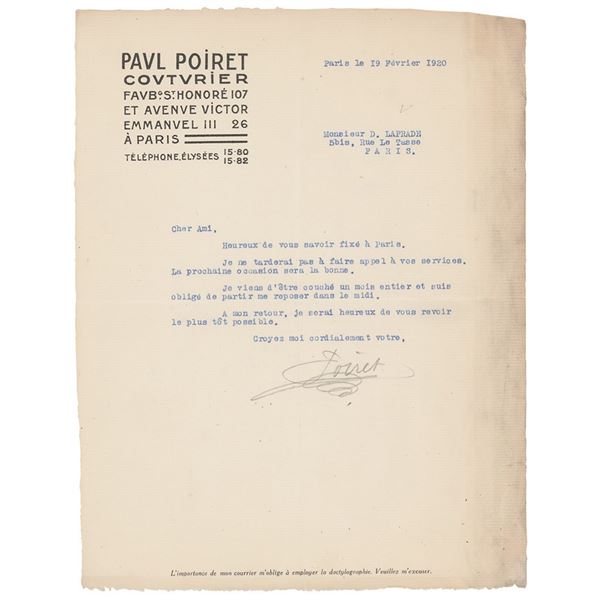 PAVL POIRET
COVTVRIER
FAVBG ST HONORÉ 107
ET AVENVE VICTOR
EMMANVEL III 26
À PARIS
TÉLÉPHONE, ÉLYSÉES 15·80
15·82
Paris le 19 Février 1920
Monsieur D. LAPRADE
5bis, Rue Le Tasse
PARIS.
Cher Ami,
Heureux de vous savoir fixé à Paris.
Je ne tarderai pas à faire appel à vos services.
La prochaine occasion sera la bonne.
Je viens d'être couché un mois entier et suis
obligé de partir me reposer dans le midi.
A mon retour, je serai heureux de vous revoir
le plus tôt possible.
Croyez moi cordialement votre,
Poiret
L'importance de mon courrier m'oblige à employer la dactylographie. Veuillez m'excuser.